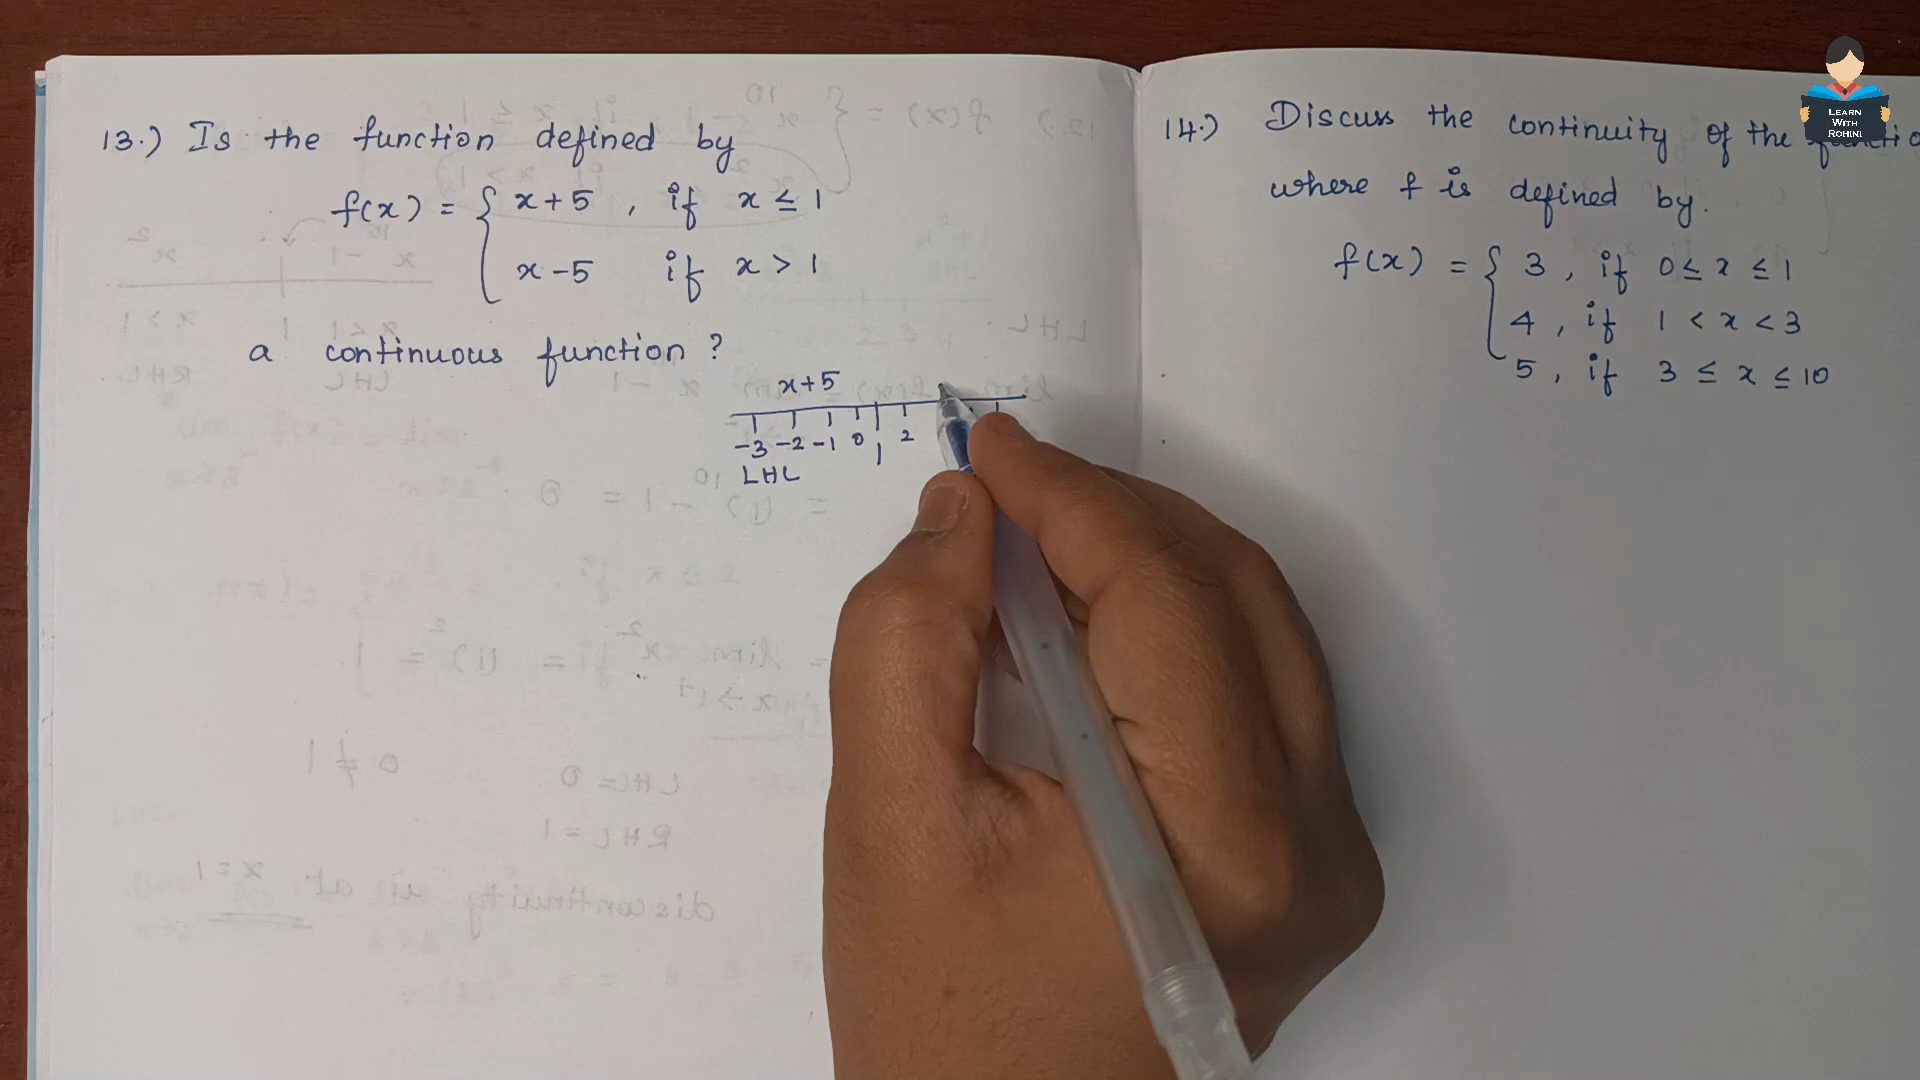 13.) Is the function defined by
f(x) = { x+5 , if x ≤ 1
x-5 if x > 1
a continuous function ?
x+5
-3 -2 -1 0 1 2
LHL
14.) Discuss the continuity of the
where f is defined by.
f(x) = { 3 , if 0 ≤ x ≤ 1
4 , if 1 < x < 3
5 , if 3 ≤ x ≤ 10
LEARN
WITH
ROHINI